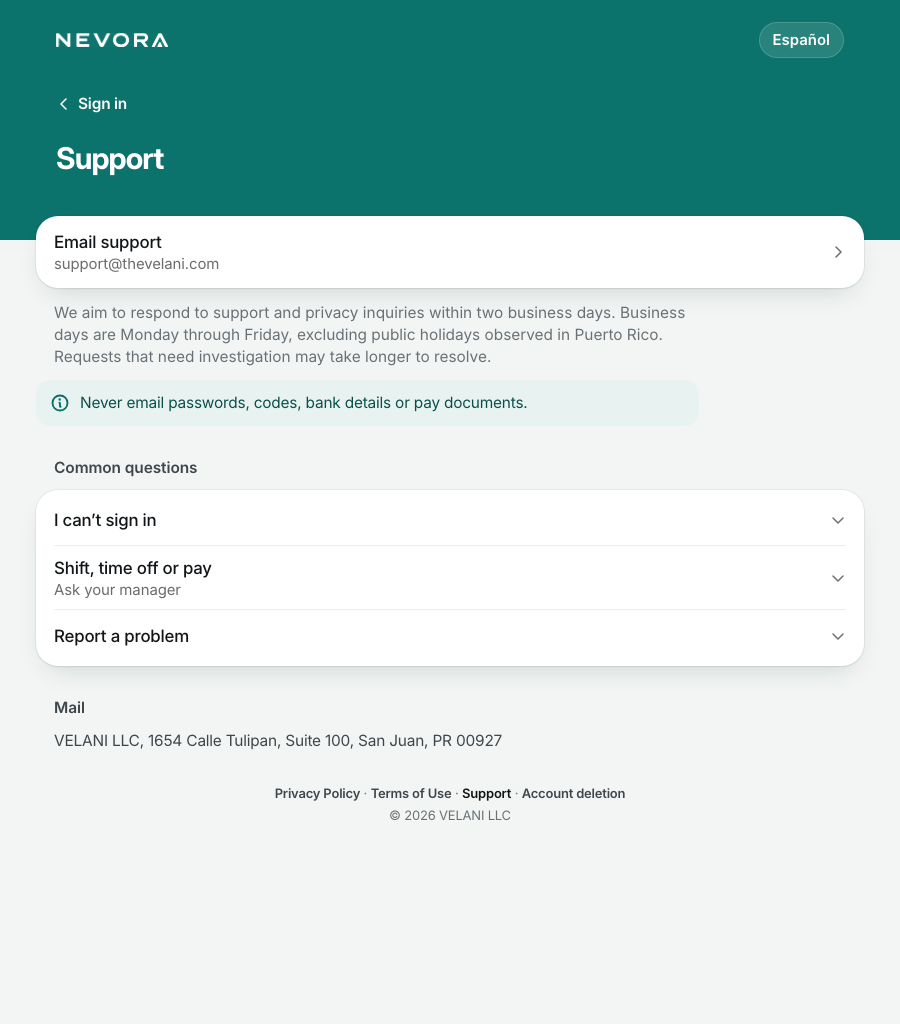 NEVORA
Español
Sign in
Support
Email support
support@thevelani.com
We aim to respond to support and privacy inquiries within two business days. Business
days are Monday through Friday, excluding public holidays observed in Puerto Rico.
Requests that need investigation may take longer to resolve.
Never email passwords, codes, bank details or pay documents.
Common questions
I can’t sign in
Shift, time off or pay
Ask your manager
Report a problem
Mail
VELANI LLC, 1654 Calle Tulipan, Suite 100, San Juan, PR 00927
Privacy Policy · Terms of Use · Support · Account deletion
© 2026 VELANI LLC